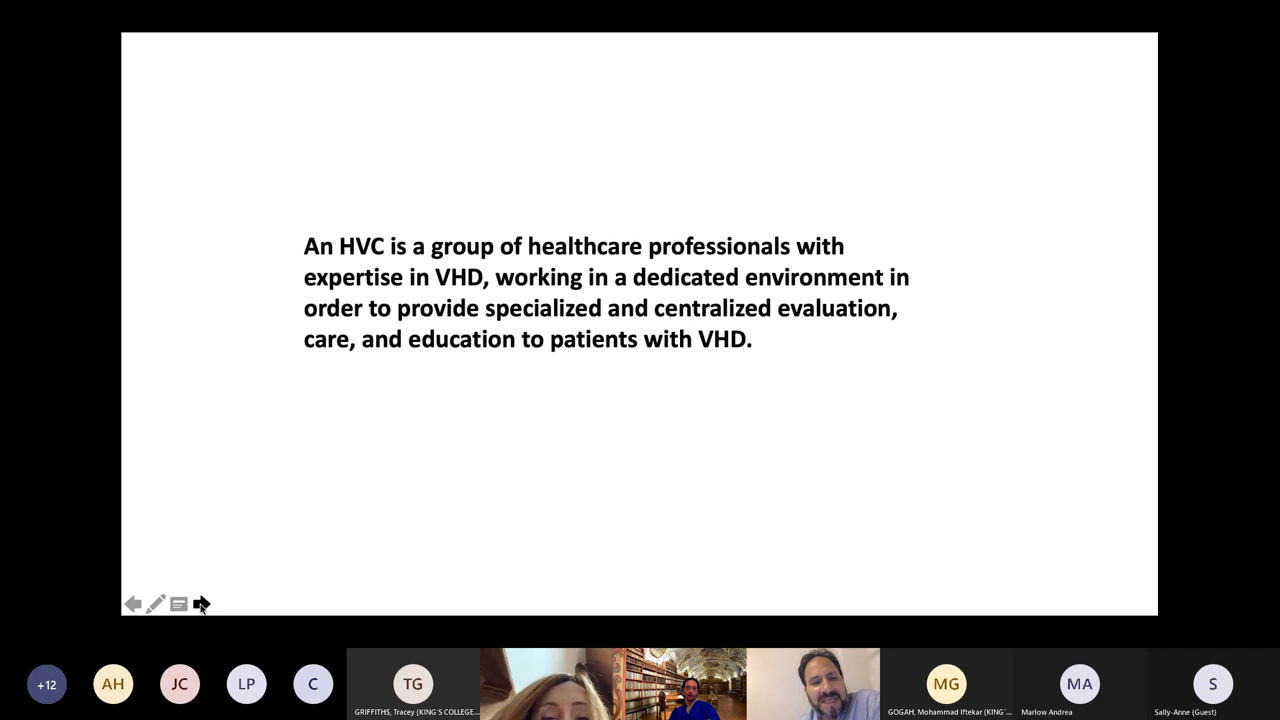 An HVC is a group of healthcare professionals with
expertise in VHD, working in a dedicated environment in
order to provide specialized and centralized evaluation,
care, and education to patients with VHD.
+12
AH
JC
LP
C
TG
GRIFFITHS, Tracey (KING'S COLLEGE...
MG
GOGAH, Mohammad Iftekar (KING'...
MA
Marlow Andrea
S
Sally-Anne (Guest)